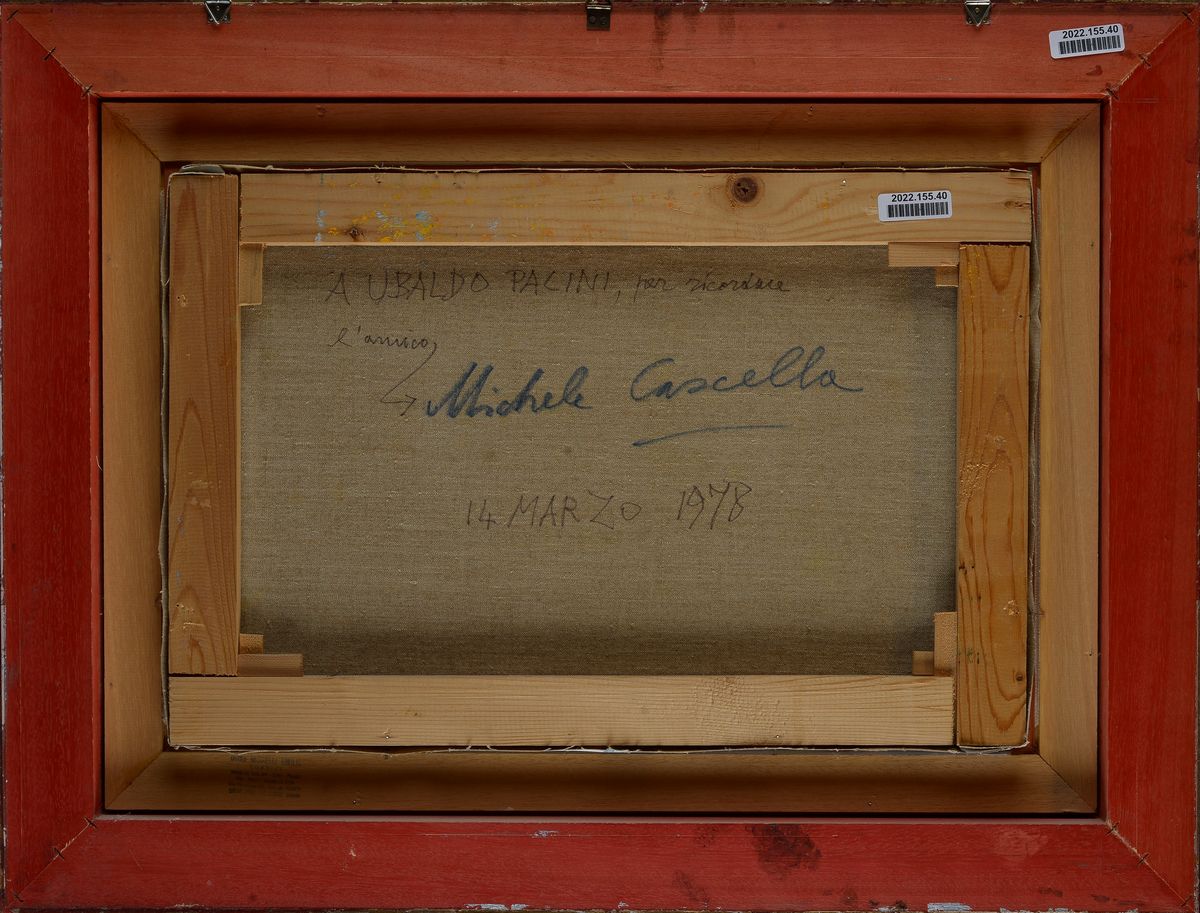 2022.155.40
2022.155.40
A UBALDO PACINI, per ricordare
l'amico,
Michele Cascella
14 MARZO 1978